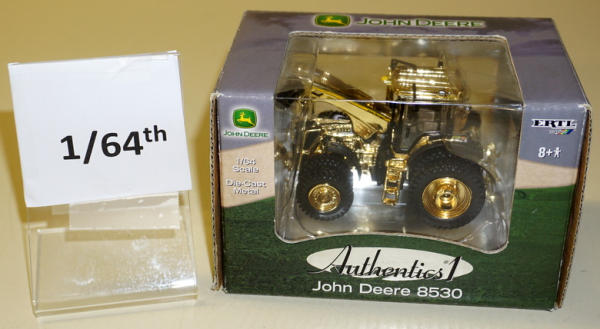 1/64th
JOHN DEERE
JOHN DEERE
1/64
Scale
Die-Cast
Metal
ERTL
8+
Authentics 1
John Deere 8530